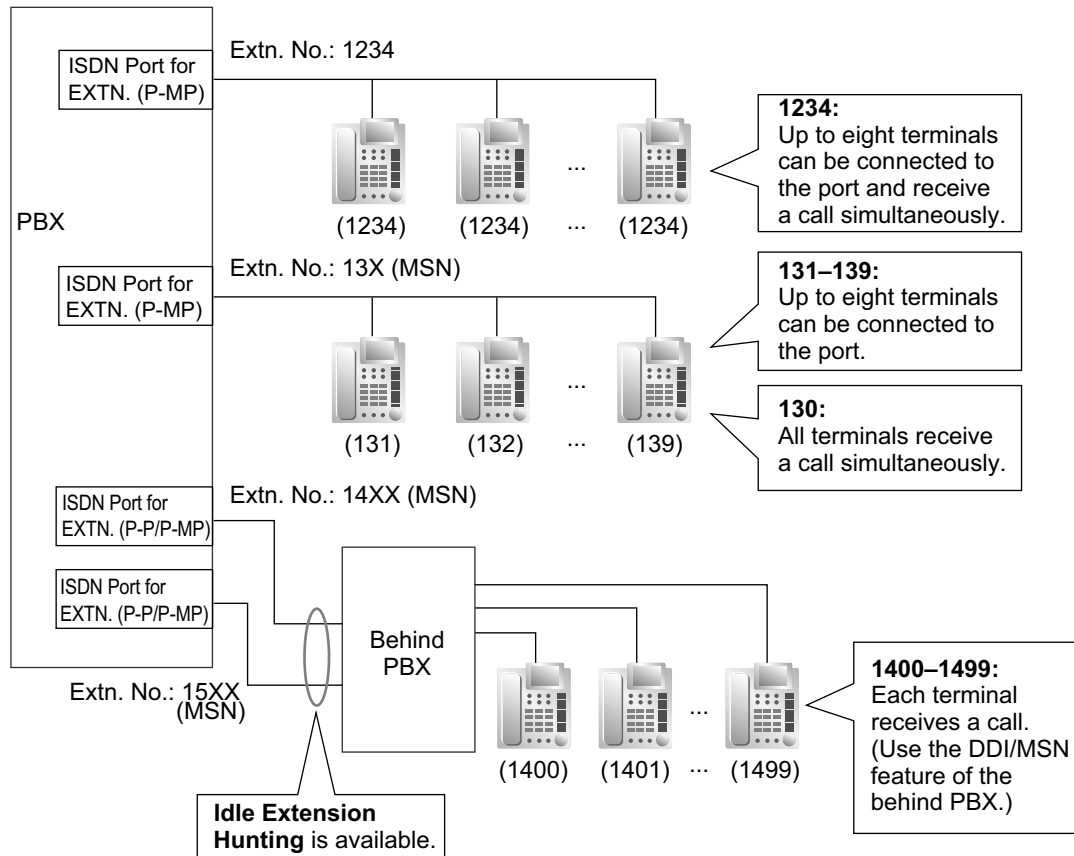 Extn. No.: 1234
ISDN Port for
EXTN. (P-MP)
1234:
Up to eight terminals
can be connected to
the port and receive
a call simultaneously.
...
(1234)
(1234)
...
(1234)
PBX
Extn. No.: 13X (MSN)
ISDN Port for
EXTN. (P-MP)
131–139:
Up to eight terminals
can be connected to
the port.
...
130:
All terminals receive
a call simultaneously.
(131)
(132)
...
(139)
Extn. No.: 14XX (MSN)
ISDN Port for
EXTN. (P-P/P-MP)
ISDN Port for
EXTN. (P-P/P-MP)
Behind
PBX
Extn. No.: 15XX
(MSN)
...
1400–1499:
Each terminal
receives a call.
(Use the DDI/MSN
feature of the
behind PBX.)
(1400)
(1401)
...
(1499)
Idle Extension
Hunting is available.